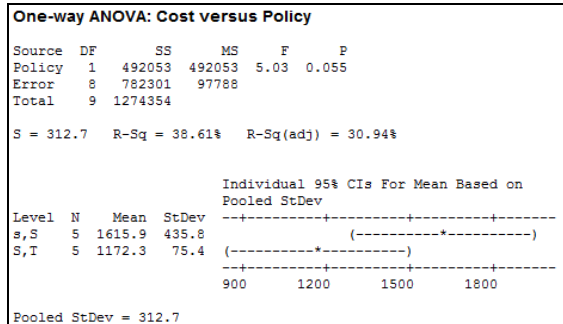 One-way ANOVA: Cost versus Policy
Source  DF       SS      MS     F      P
Policy   1   492053  492053  5.03  0.055
Error    8   782301   97788
Total    9  1274354
S = 312.7   R-Sq = 38.61%   R-Sq(adj) = 30.94%
Individual 95% CIs For Mean Based on
Pooled StDev
Level  N    Mean  StDev  --+---------+---------+---------+-------
s,S    5  1615.9  435.8                  (----------*----------)
S,T    5  1172.3   75.4  (----------*----------)
--+---------+---------+---------+-------
900      1200      1500      1800
Pooled StDev = 312.7